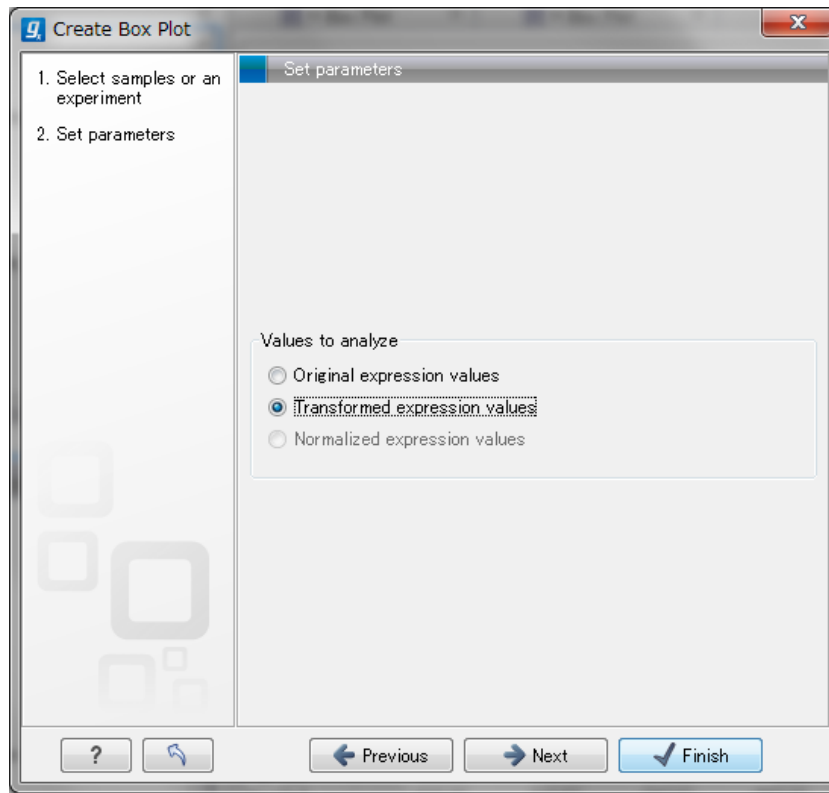 Create Box Plot
1. Select samples or an
experiment
2. Set parameters
Set parameters
Values to analyze
Original expression values
Transformed expression values
Normalized expression values
?
Previous
Next
Finish